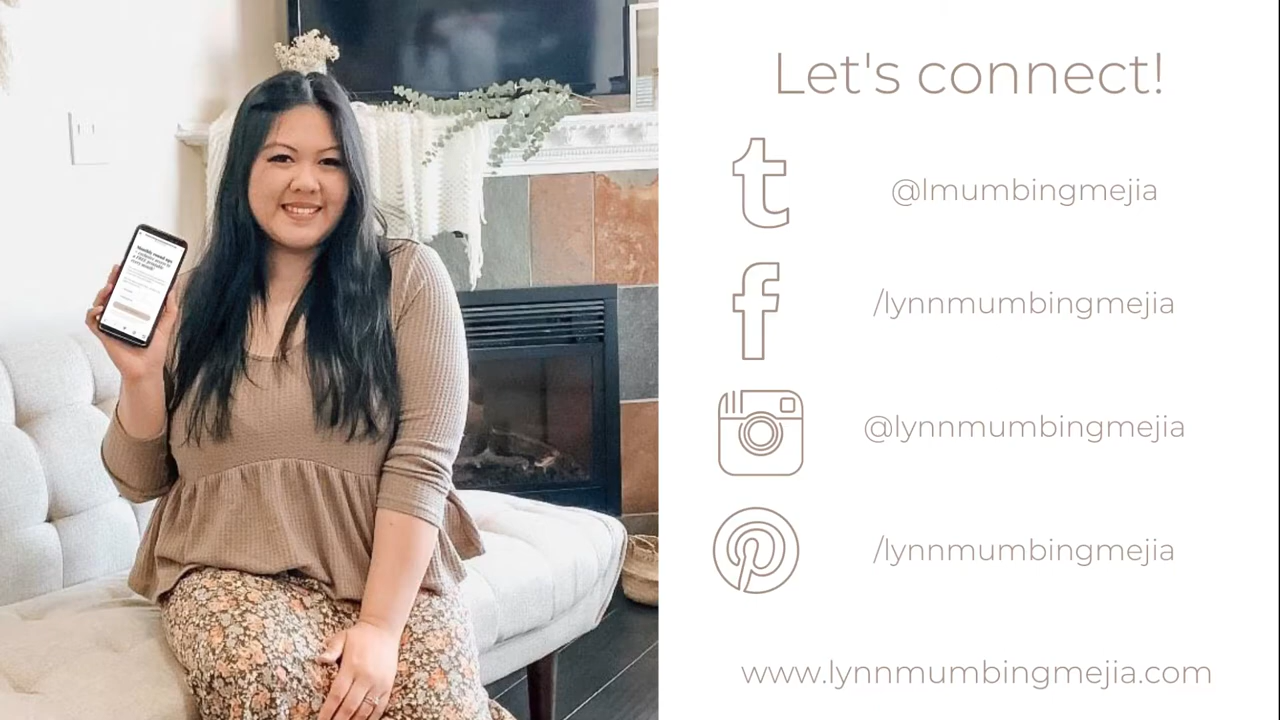 Let's connect!
@lmumbingmejia
/lynnmumbingmejia
@lynnmumbingmejia
/lynnmumbingmejia
www.lynnmumbingmejia.com